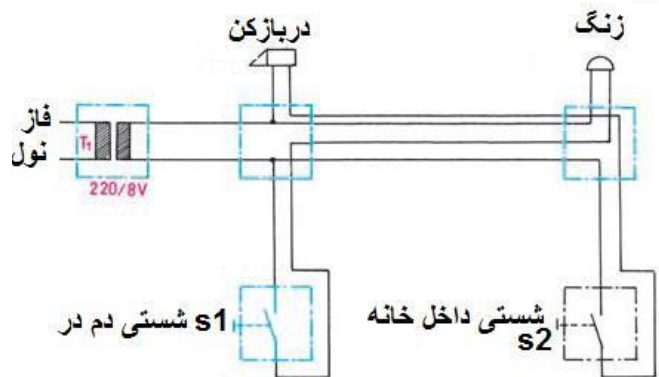 دربازکن
زنگ
فاز
نول
T1
220/8V
s1 شستی دم در
شستی داخل خانه
s2